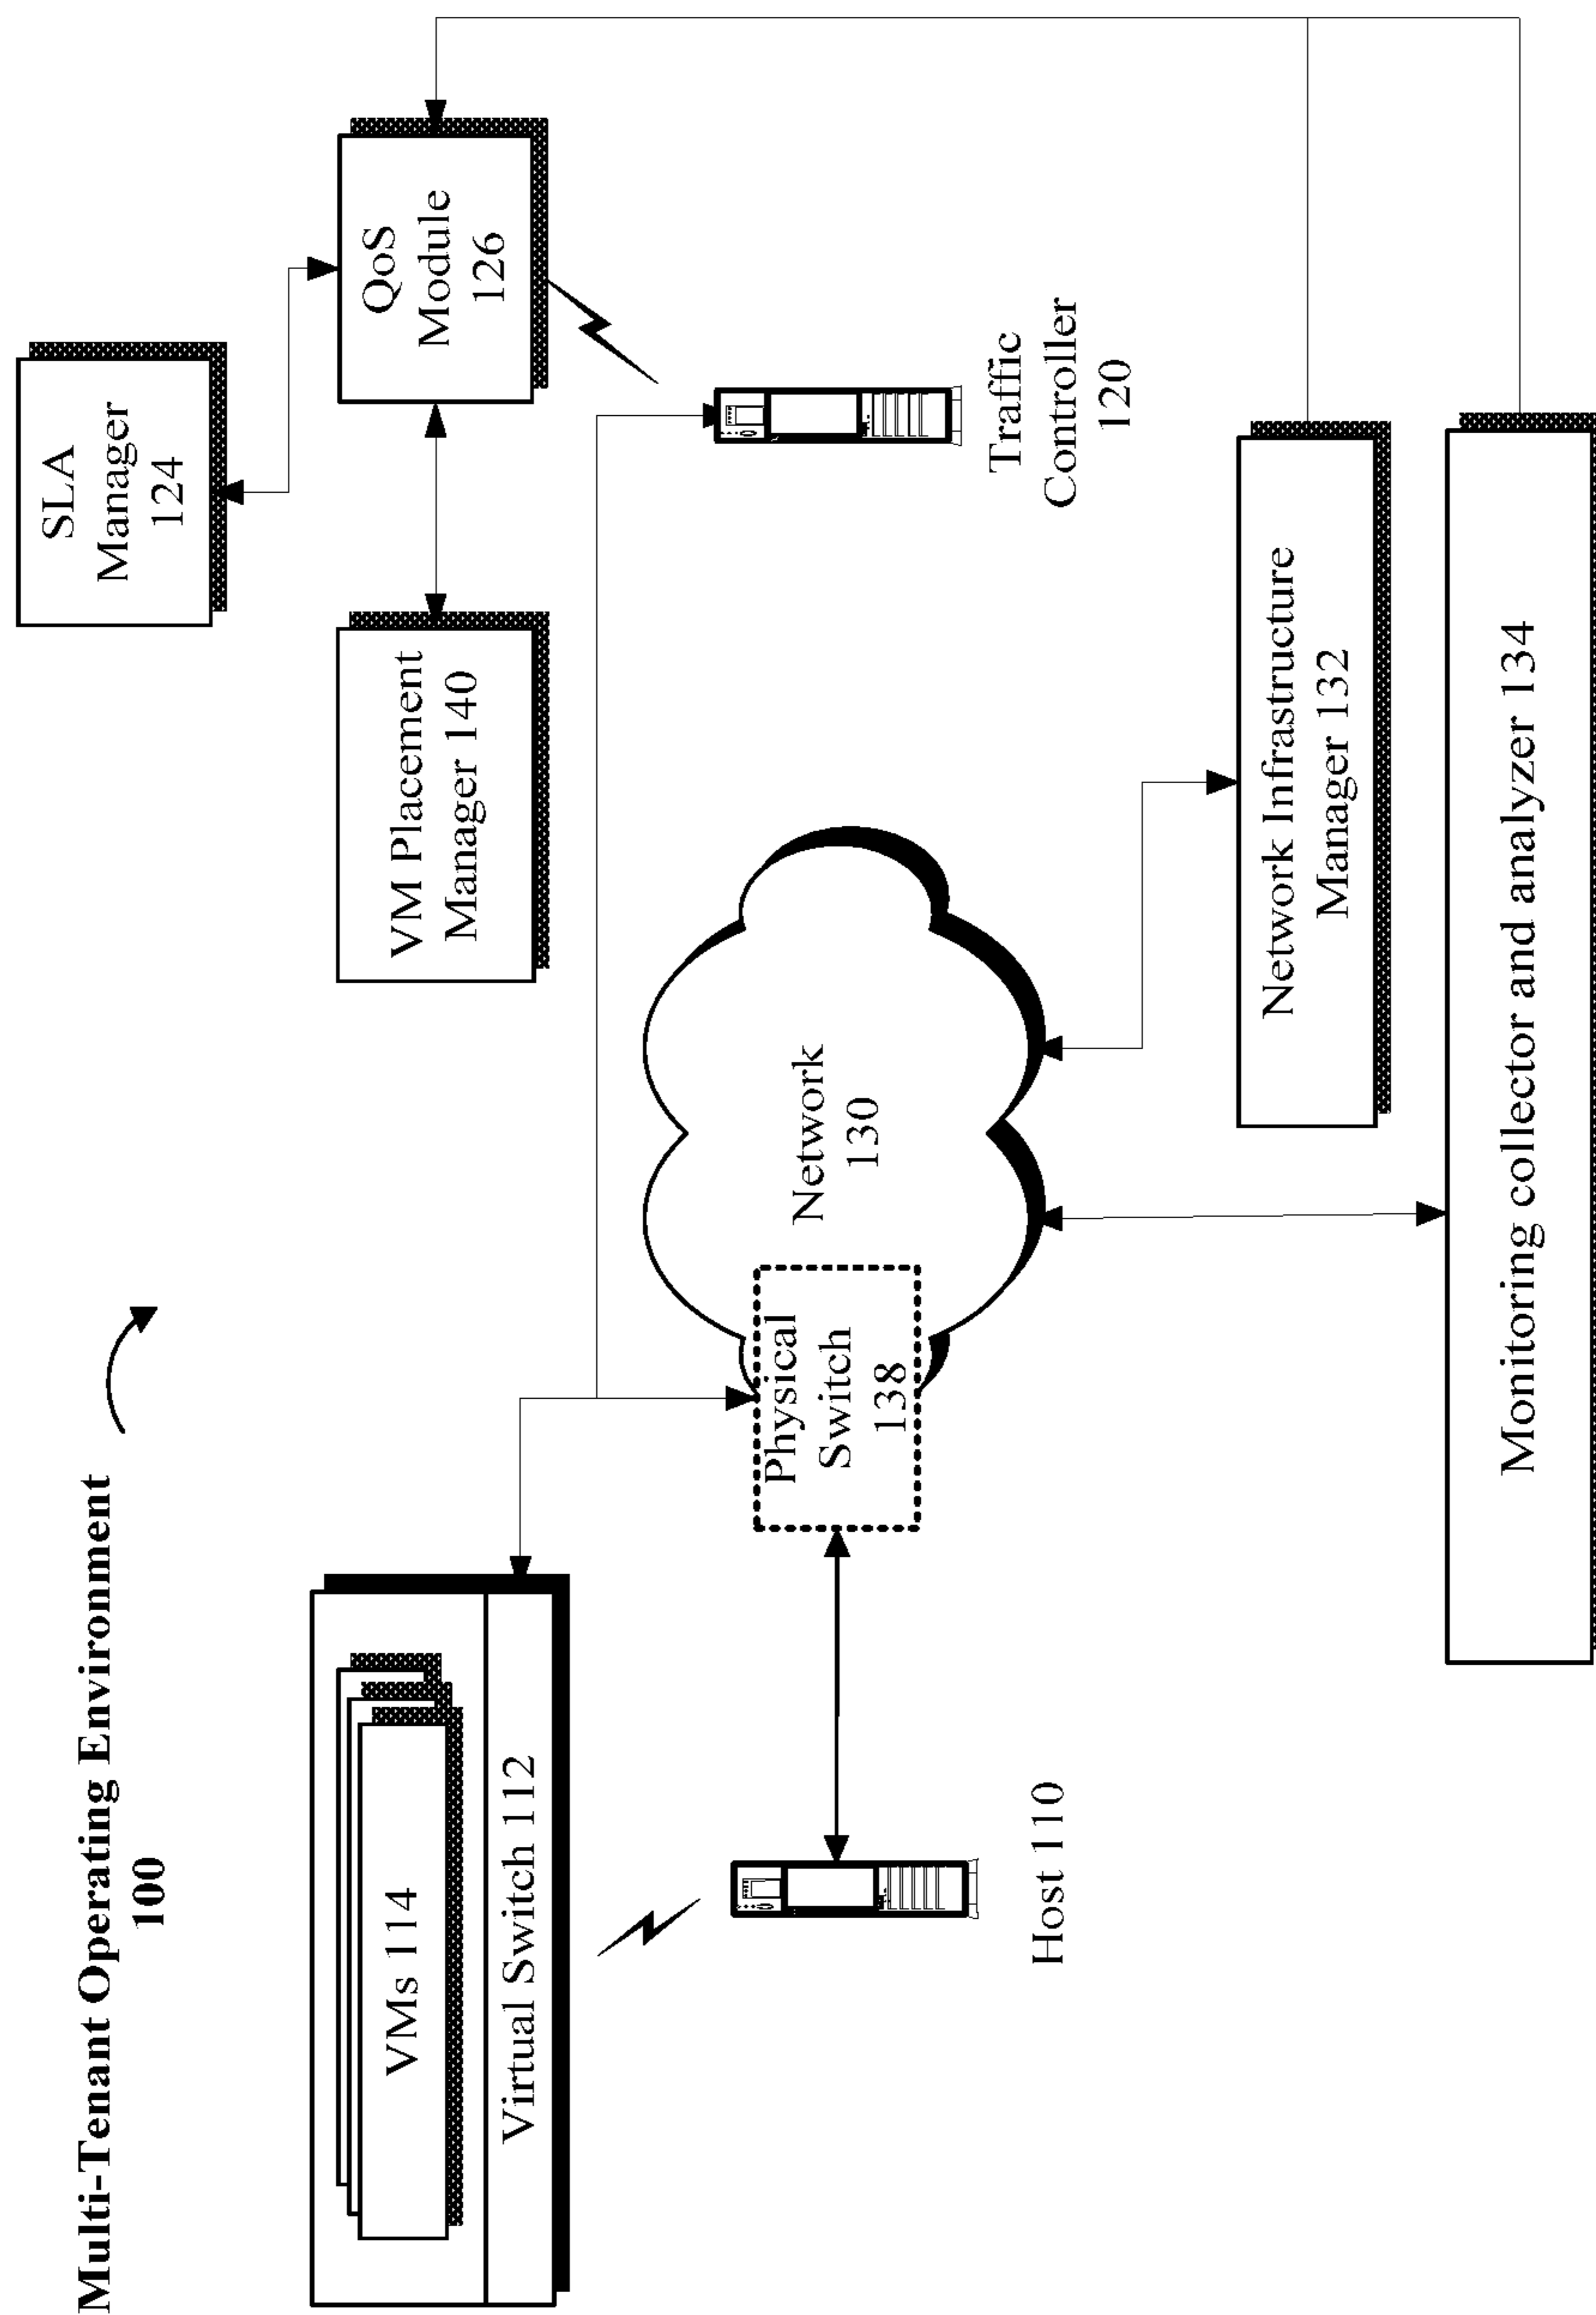 Multi-Tenant Operating Environment
100
SLA
Manager
124
VMs 114
Virtual Switch 112
VM Placement
Manager 140
QoS
Module
126
Physical
Switch
138
Network
130
Host 110
Traffic
Controller
120
Network Infrastructure
Manager 132
Monitoring collector and analyzer 134